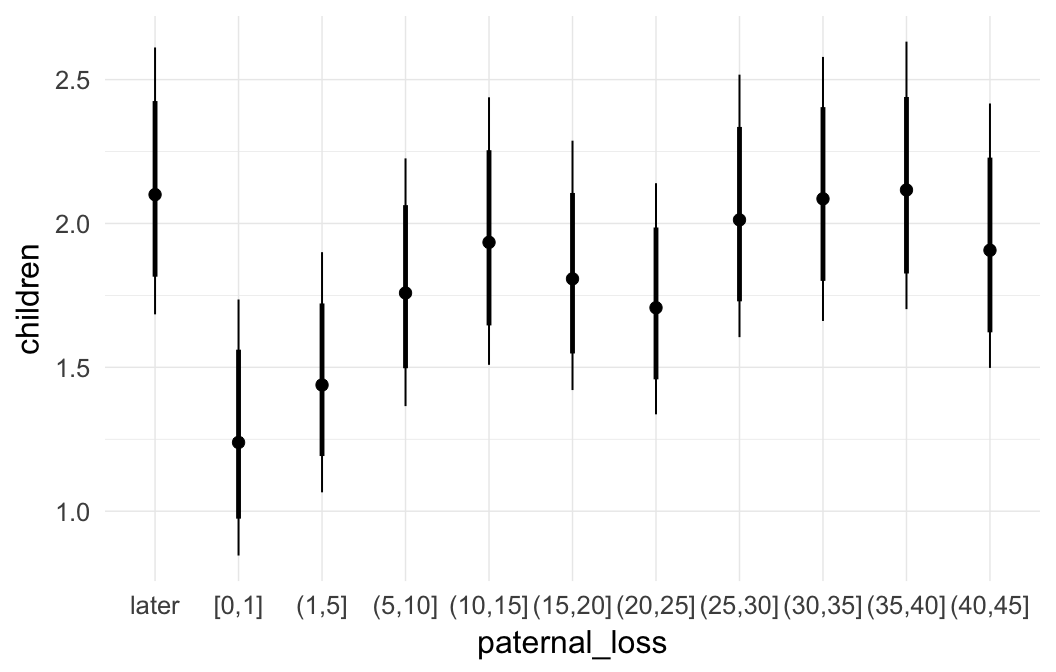 children
2.5
2.0
1.5
1.0
later [0,1] (1,5] (5,10] (10,15] (15,20] (20,25] (25,30] (30,35] (35,40] (40,45]
paternal_loss